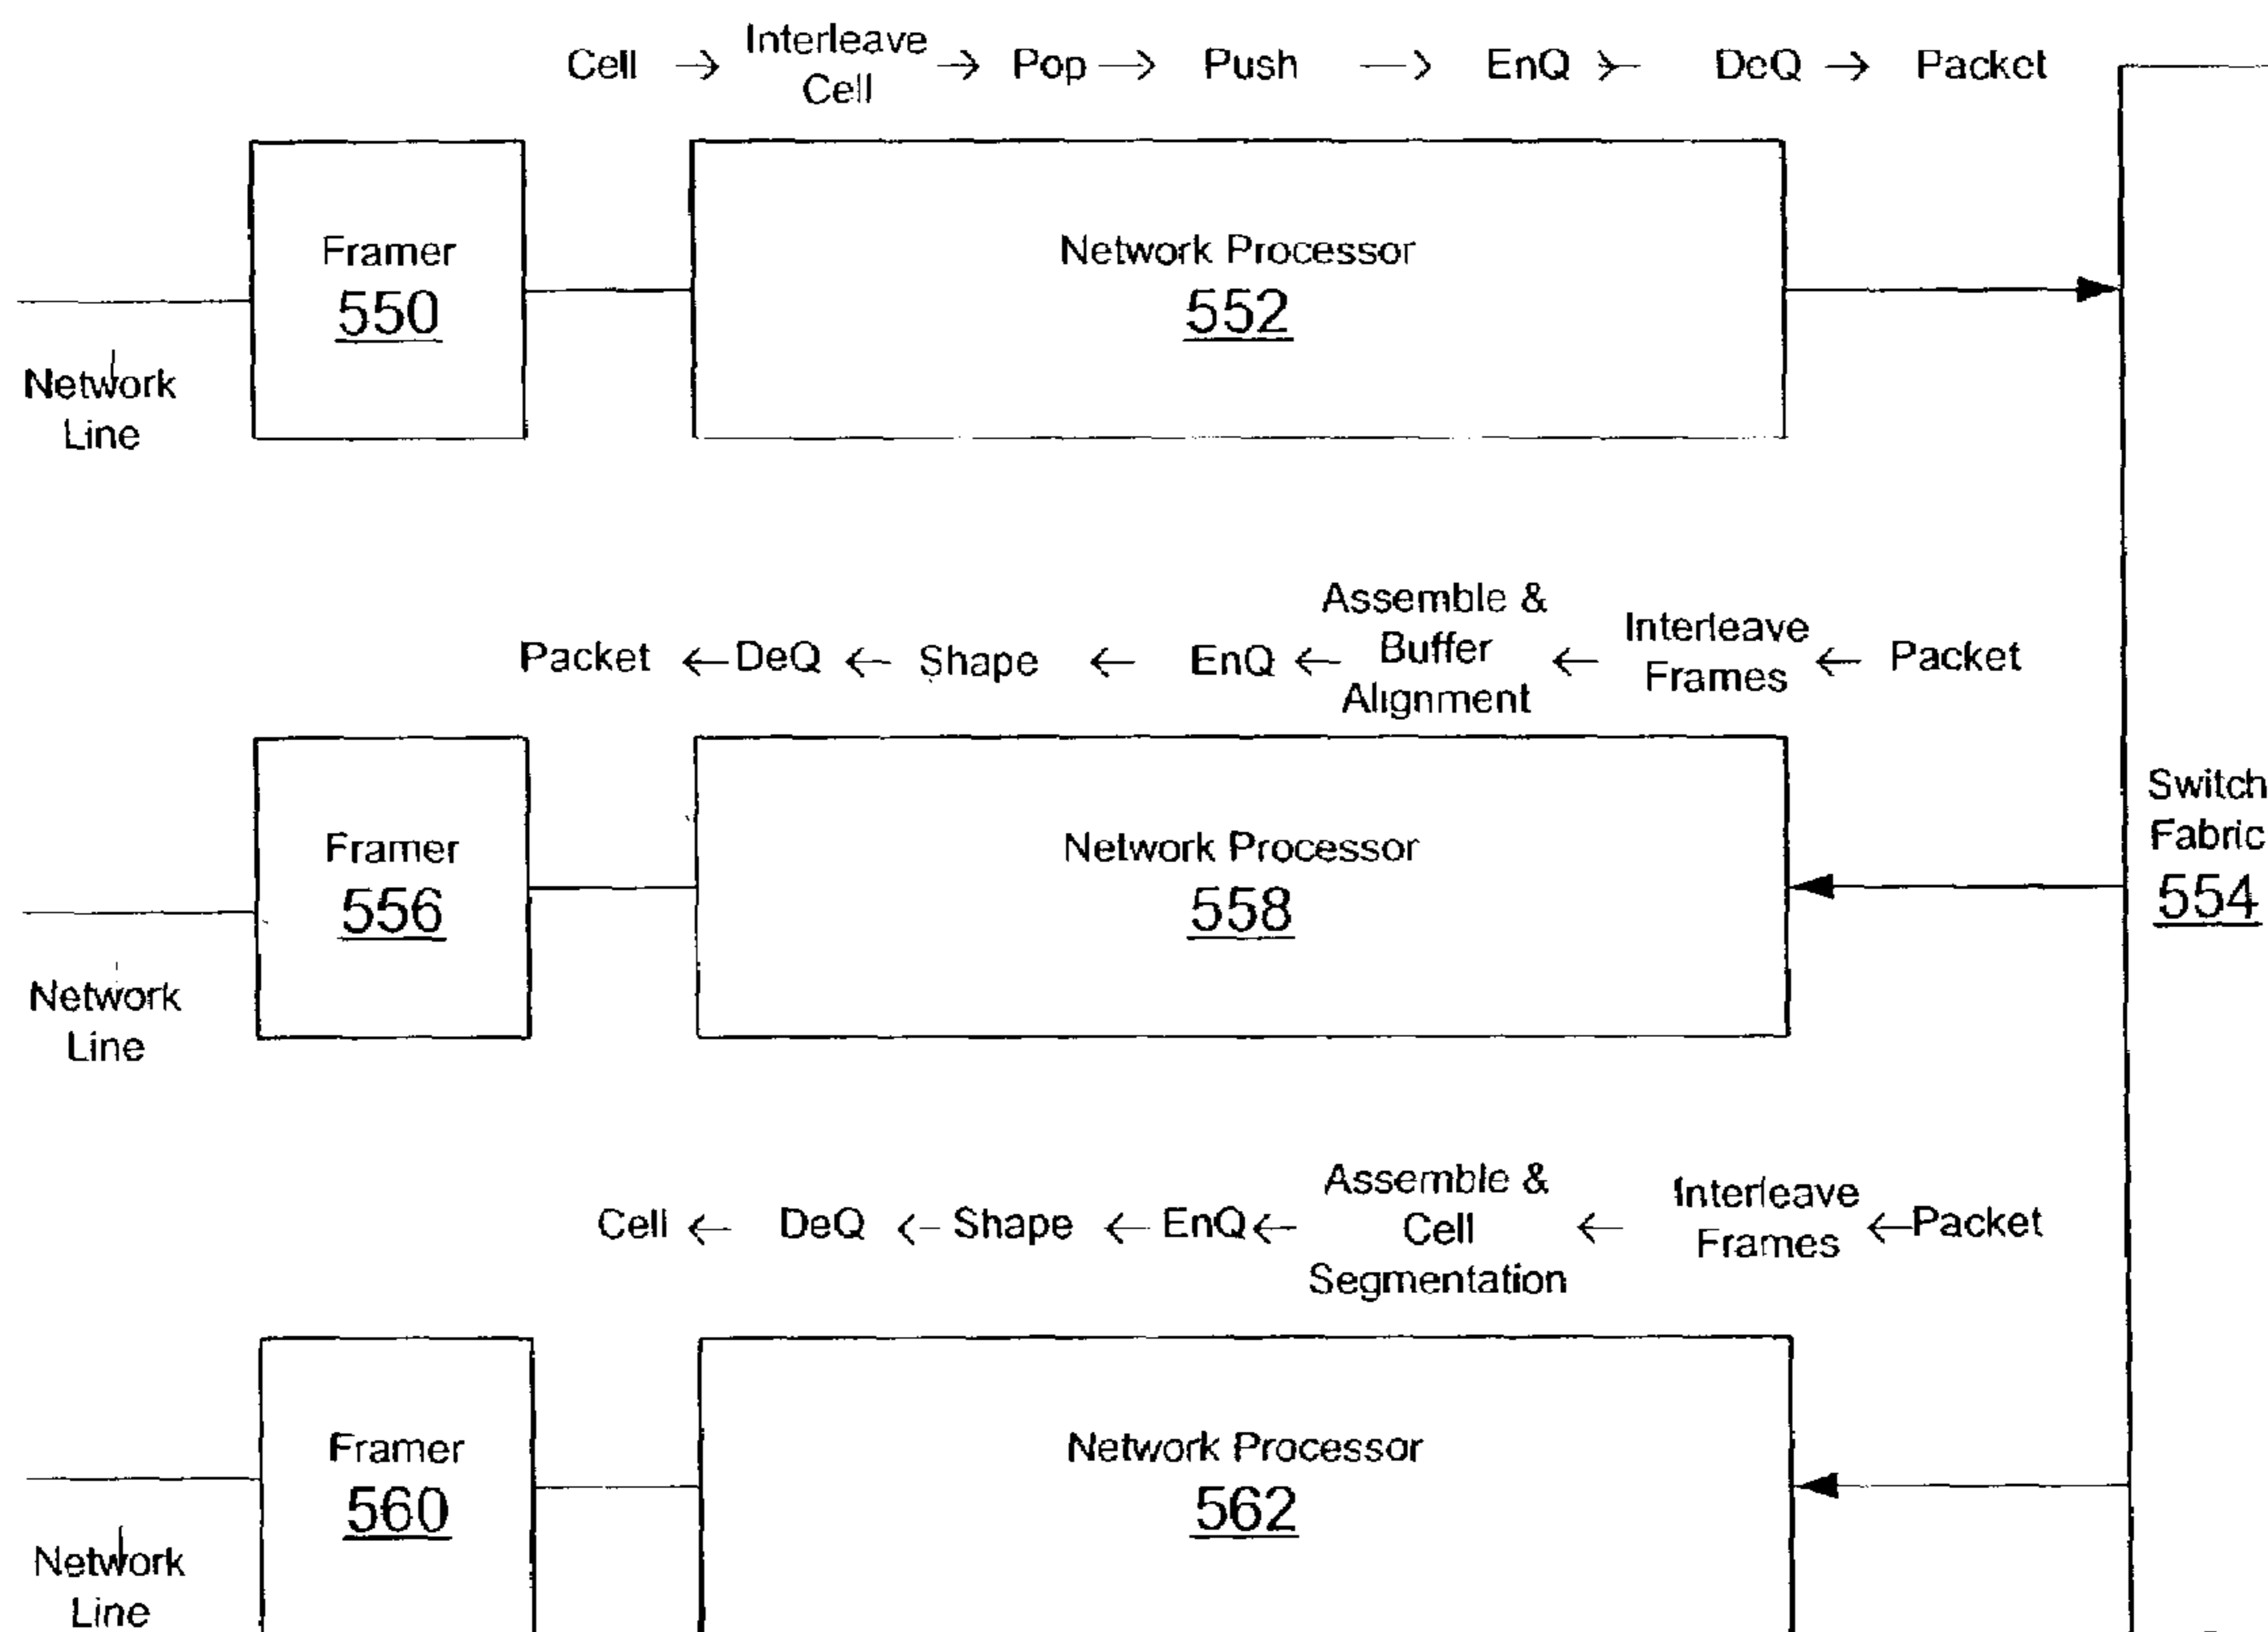 Cell → Interleave Cell → Pop → Push → EnQ → DeQ → Packet
Framer
550
Network Processor
552
Network
Line
Packet ← DeQ ← Shape ← EnQ ← Assemble & Buffer Alignment ← Interleave Frames ← Packet
Framer
556
Network Processor
558
Switch
Fabric
554
Network
Line
Cell ← DeQ ← Shape ← EnQ ← Assemble & Cell Segmentation ← Interleave Frames ← Packet
Framer
560
Network Processor
562
Network
Line